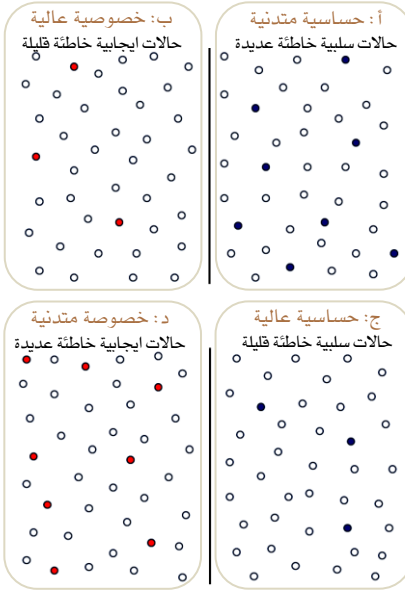 أ: حساسية متدنية
حالات سلبية خاطئة عديدة
ب: خصوصية عالية
حالات ايجابية خاطئة قليلة
ج: حساسية عالية
حالات سلبية خاطئة قليلة
د: خصوصة متدنية
حالات ايجابية خاطئة عديدة